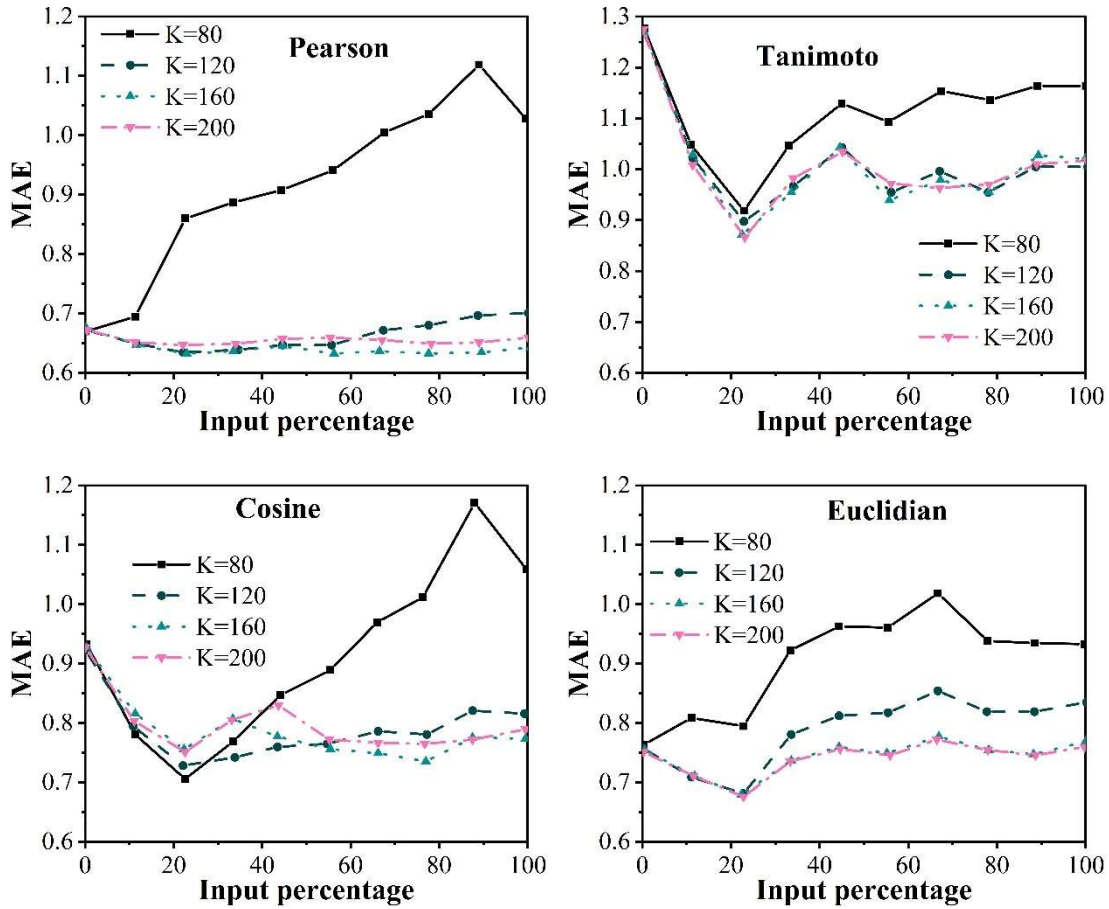 Pearson
K=80
K=120
K=160
K=200
MAE
1.2
1.1
1.0
0.9
0.8
0.7
0.6
0 20 40 60 80 100
Input percentage
Tanimoto
K=80
K=120
K=160
K=200
MAE
1.3
1.2
1.1
1.0
0.9
0.8
0.7
0.6
0 20 40 60 80 100
Input percentage
Cosine
K=80
K=120
K=160
K=200
MAE
1.2
1.1
1.0
0.9
0.8
0.7
0.6
0 20 40 60 80 100
Input percentage
Euclidian
K=80
K=120
K=160
K=200
MAE
1.2
1.1
1.0
0.9
0.8
0.7
0.6
0 20 40 60 80 100
Input percentage